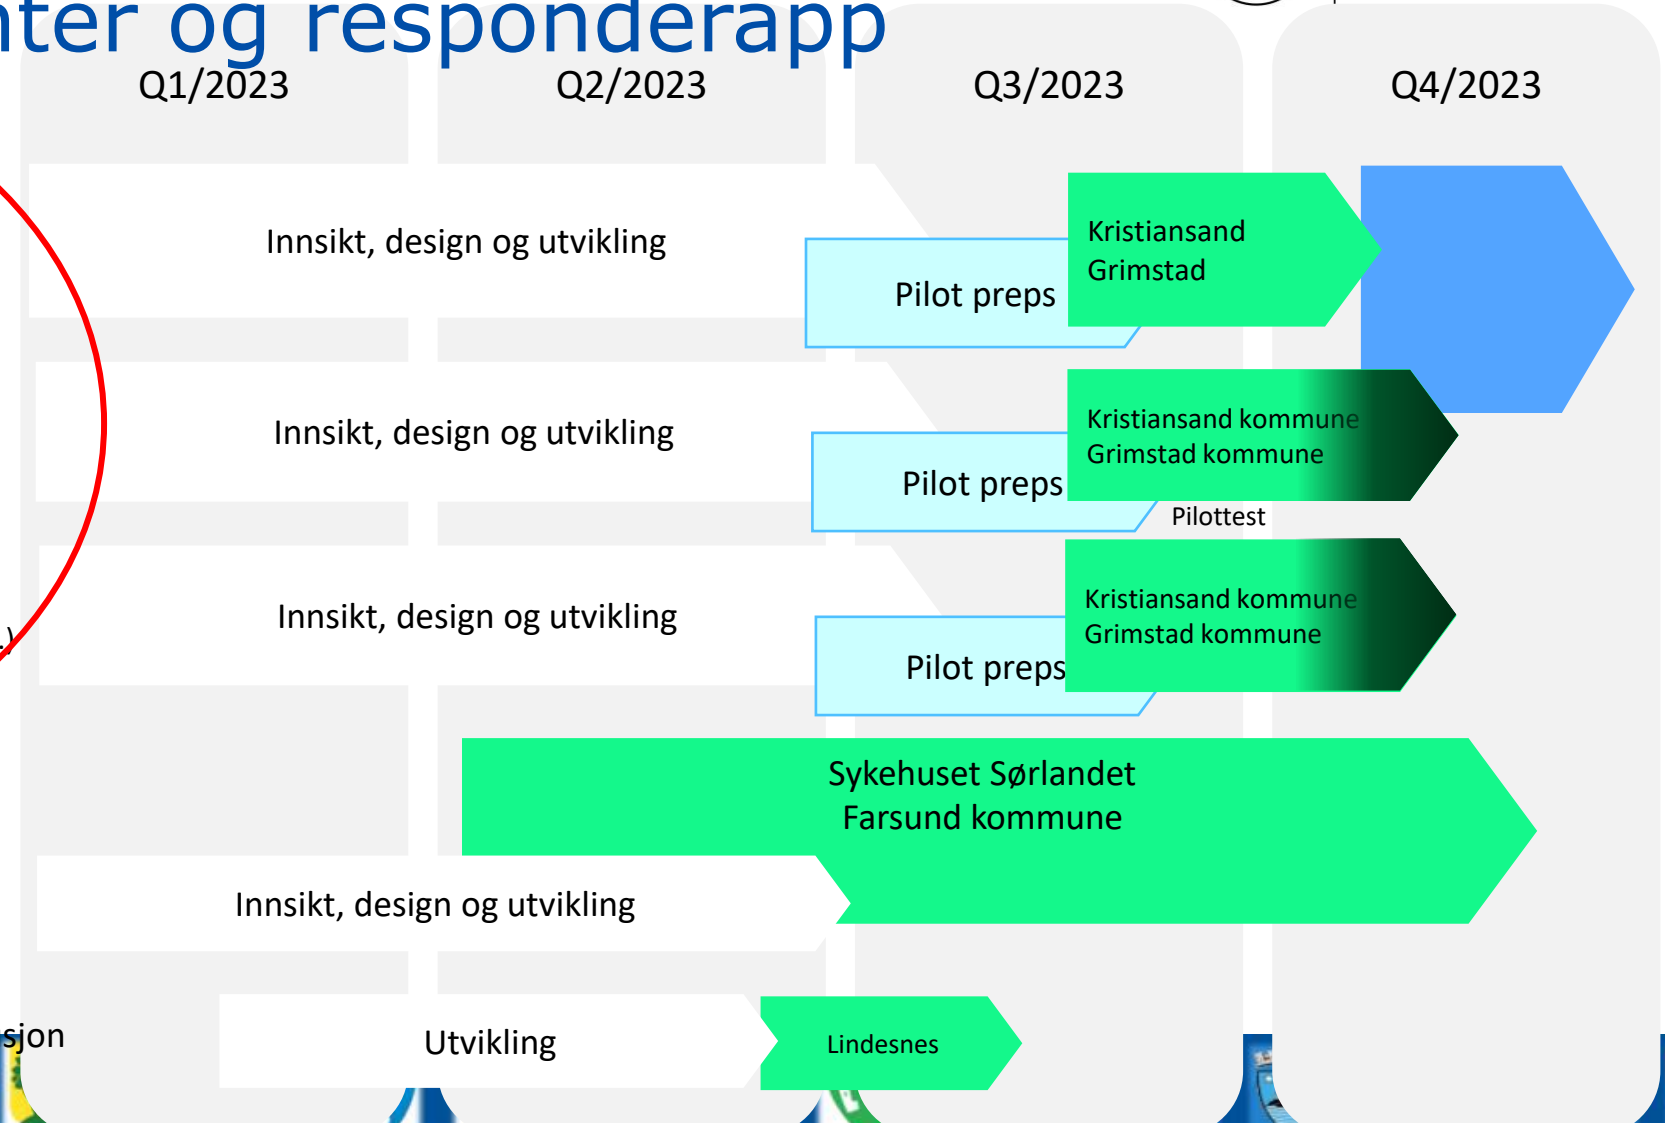 nter og responderapp
Q1/2023
Q2/2023
Q3/2023
Q4/2023
Innsikt, design og utvikling
Pilot preps
Kristiansand
Grimstad
Innsikt, design og utvikling
Pilot preps
Kristiansand kommune
Grimstad kommune
Pilottest
Innsikt, design og utvikling
Pilot preps
Kristiansand kommune
Grimstad kommune
.)
Sykehuset Sørlandet
Farsund kommune
Innsikt, design og utvikling
sjon
Utvikling
Lindesnes